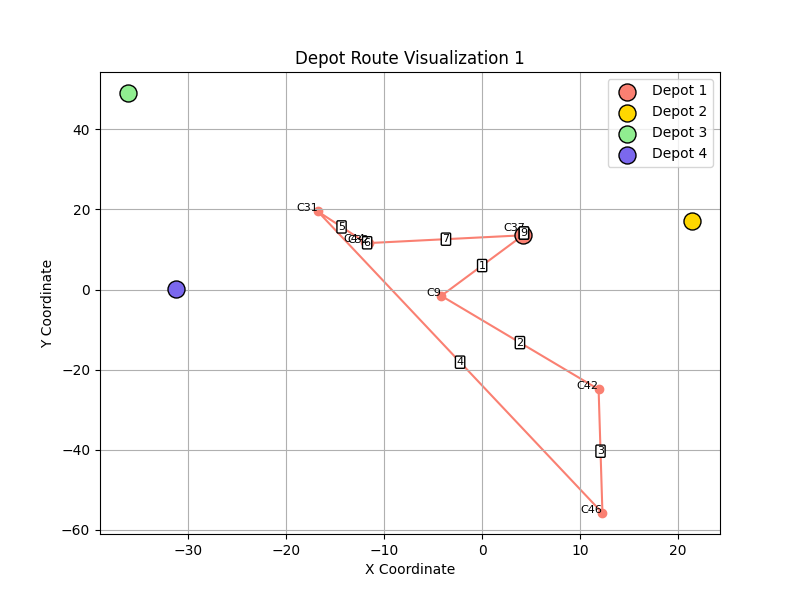 Depot Route Visualization 1
Depot 1
Depot 2
Depot 3
Depot 4
40
20
0
−20
−40
−60
Y Coordinate
C31
5
6
7
C37
9
1
C9
2
4
C42
3
C46
−30
−20
−10
0
10
20
X Coordinate